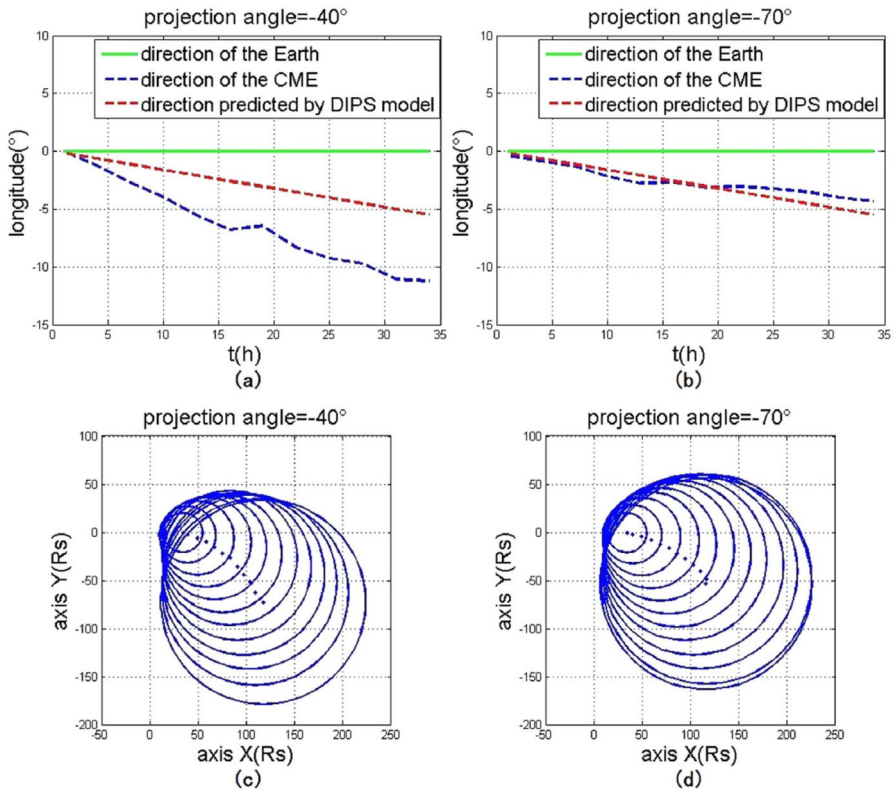 projection angle=-40°
10
5
0
-5
-10
-15
0
5
10
15
20
25
30
35
longitude(°)
t(h)
direction of the Earth
direction of the CME
direction predicted by DIPS model
(a)
projection angle=-70°
10
5
0
-5
-10
-15
0
5
10
15
20
25
30
35
longitude(°)
t(h)
direction of the Earth
direction of the CME
direction predicted by DIPS model
(b)
projection angle=-40°
100
50
0
-50
-100
-150
-200
-50
0
50
100
150
200
250
axis Y(Rs)
axis X(Rs)
(c)
projection angle=-70°
100
50
0
-50
-100
-150
-200
-50
0
50
100
150
200
250
axis Y(Rs)
axis X(Rs)
(d)